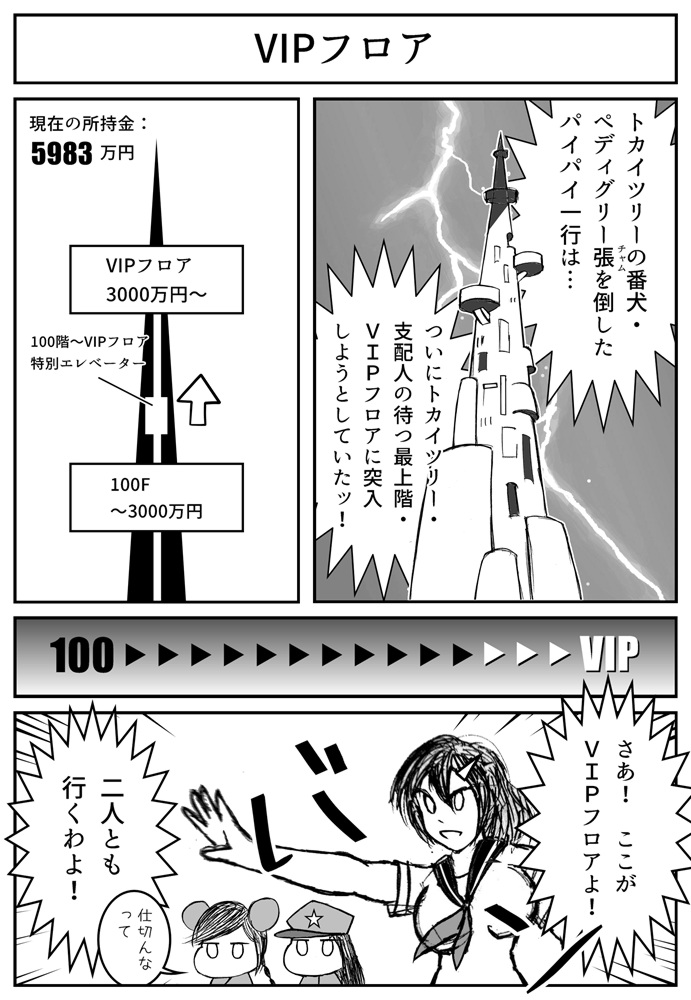 VIPフロア
トカイツリーの番犬・
ペディグリー張を倒した
チャム
パイパイ一行は…
ついにトカイツリー・
支配人の待つ最上階・
VIPフロアに突入
しようとしていたッ！
現在の所持金：
5983 万円
VIPフロア
3000万円～
100階～VIPフロア
特別エレベーター
100F
～3000万円
100 ▶▶▶▶▶▶▶▶▶▶▶▶▶▶ VIP
さあ！ ここが
VIPフロアよ！
ビシッ
二人とも
行くわよ！
仕切んな
って